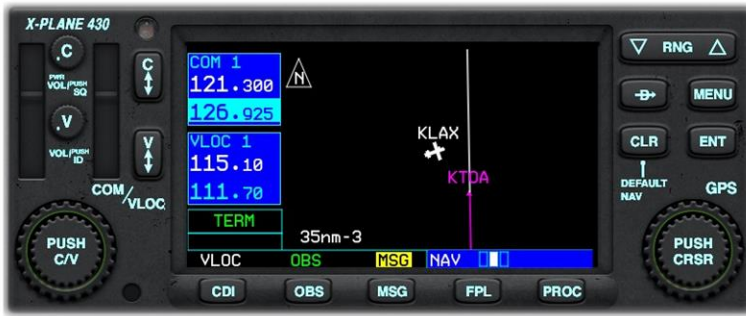 X-PLANE 430
C
PWR
VOL/PUSH
SQ
V
VOL/PUSH
ID
C
V
COM/VLOC
PUSH
C/V
COM 1
121.300
126.925
VLOC 1
115.10
111.70
TERM
N
KLAX
KTOA
35nm-3
VLOC
OBS
MSG
NAV
CDI
OBS
MSG
FPL
PROC
RNG
D
MENU
CLR
ENT
DEFAULT
NAV
GPS
PUSH
CRSR